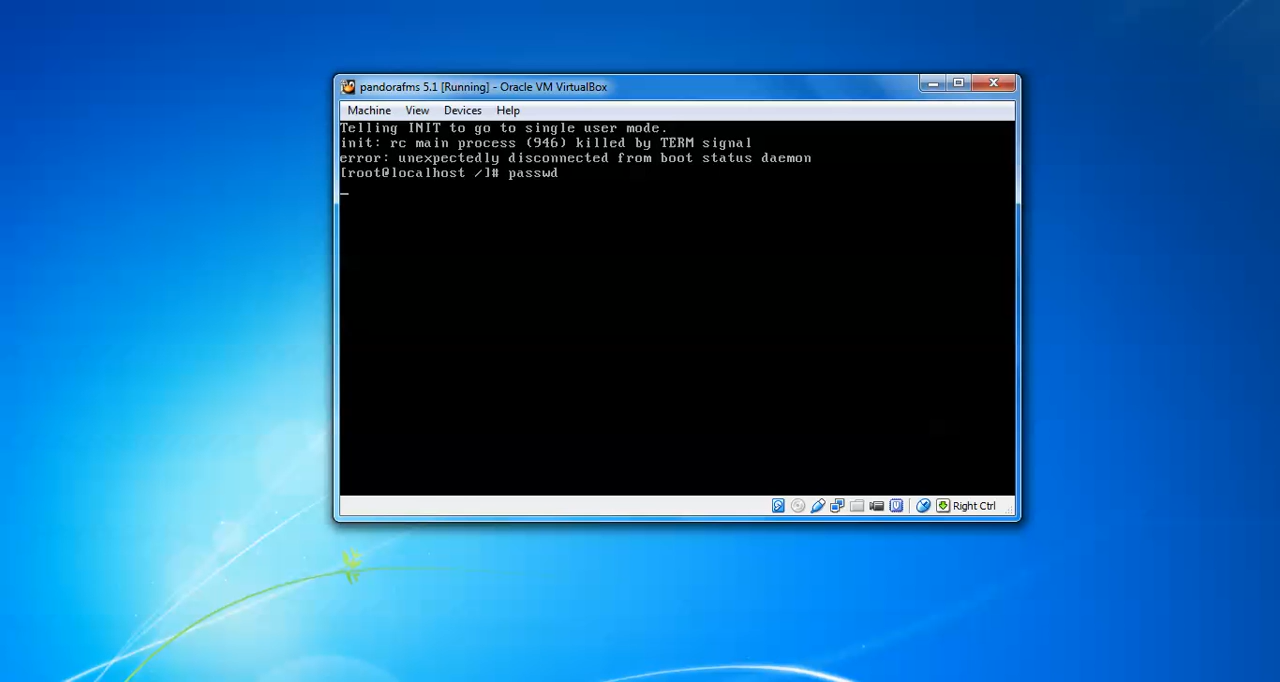 pandorafms 5.1 [Running] - Oracle VM VirtualBox
Machine View Devices Help
Telling INIT to go to single user mode.
init: rc main process (946) killed by TERM signal
error: unexpectedly disconnected from boot status daemon
[root@localhost /]# passwd
Right Ctrl